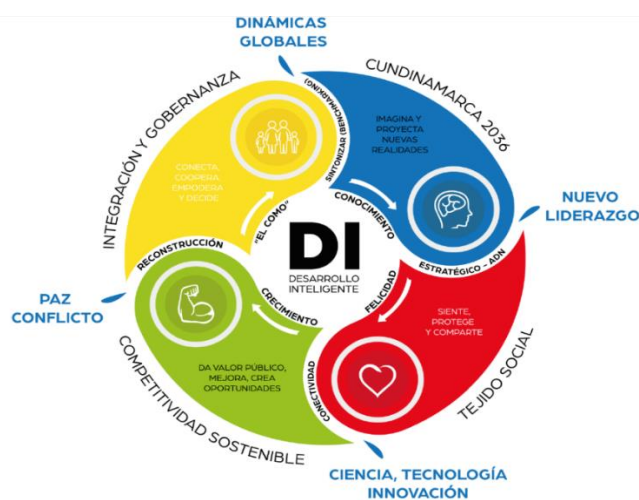 DINÁMICAS
GLOBALES
INTEGRACIÓN Y GOBERNANZA
CUNDINAMARCA 2036
SINTONIZAR (BENCHMARKING)
IMAGINA Y
PROYECTA
NUEVAS
REALIDADES
CONECTA,
COOPERA,
EMPODERA
Y DECIDE
"EL COMO"
CONOCIMIENTO
NUEVO
LIDERAZGO
RECONSTRUCCIÓN
DI
DESARROLLO
INTELIGENTE
ESTRATÉGICO - ADN
PAZ
CONFLICTO
CRECIMIENTO
FELICIDAD
SIENTE,
PROTEGE
Y COMPARTE
DA VALOR PÚBLICO,
MEJORA, CREA
OPORTUNIDADES
CONECTIVIDAD
TEJIDO SOCIAL
COMPETITIVIDAD SOSTENIBLE
CIENCIA, TECNOLOGÍA
INNOVACIÓN